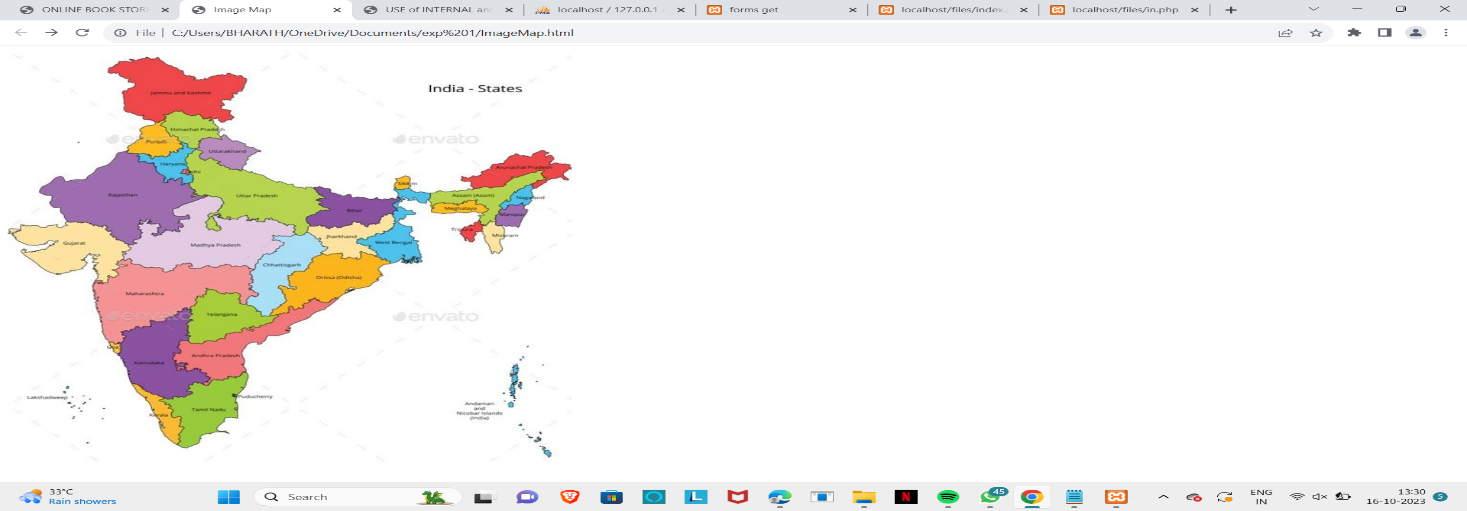 ONLINE BOOK STOR
Image Map
USE of INTERNAL an
localhost / 127.0.0.1 /
forms get
localhost/files/index.
localhost/files/in.php
File | C:/Users/BHARATH/OneDrive/Documents/exp%201/ImageMap.html
India - States
Jammu and Kashmir
Himachal Pradesh
Punjab
envato
envato
Uttarakhand
Haryana
Delhi
Arunachal Pradesh
Sikkim
Rajasthan
Uttar Pradesh
Assam (Asom)
Nagaland
Bihar
Meghalaya
Manipur
Tripura
Mizoram
Gujarat
Madhya Pradesh
Jharkhand
West Bengal
Chhattisgarh
Orissa (Odisha)
Maharashtra
Telangana
envato
envato
Goa
Andhra Pradesh
Karnataka
Lakshadweep
Puducherry
Tamil Nadu
Kerala
Andaman
and
Nicobar Islands
(India)
33°C
Rain showers
Search
L
N
45
ENG
IN
13:30
16-10-2023
5